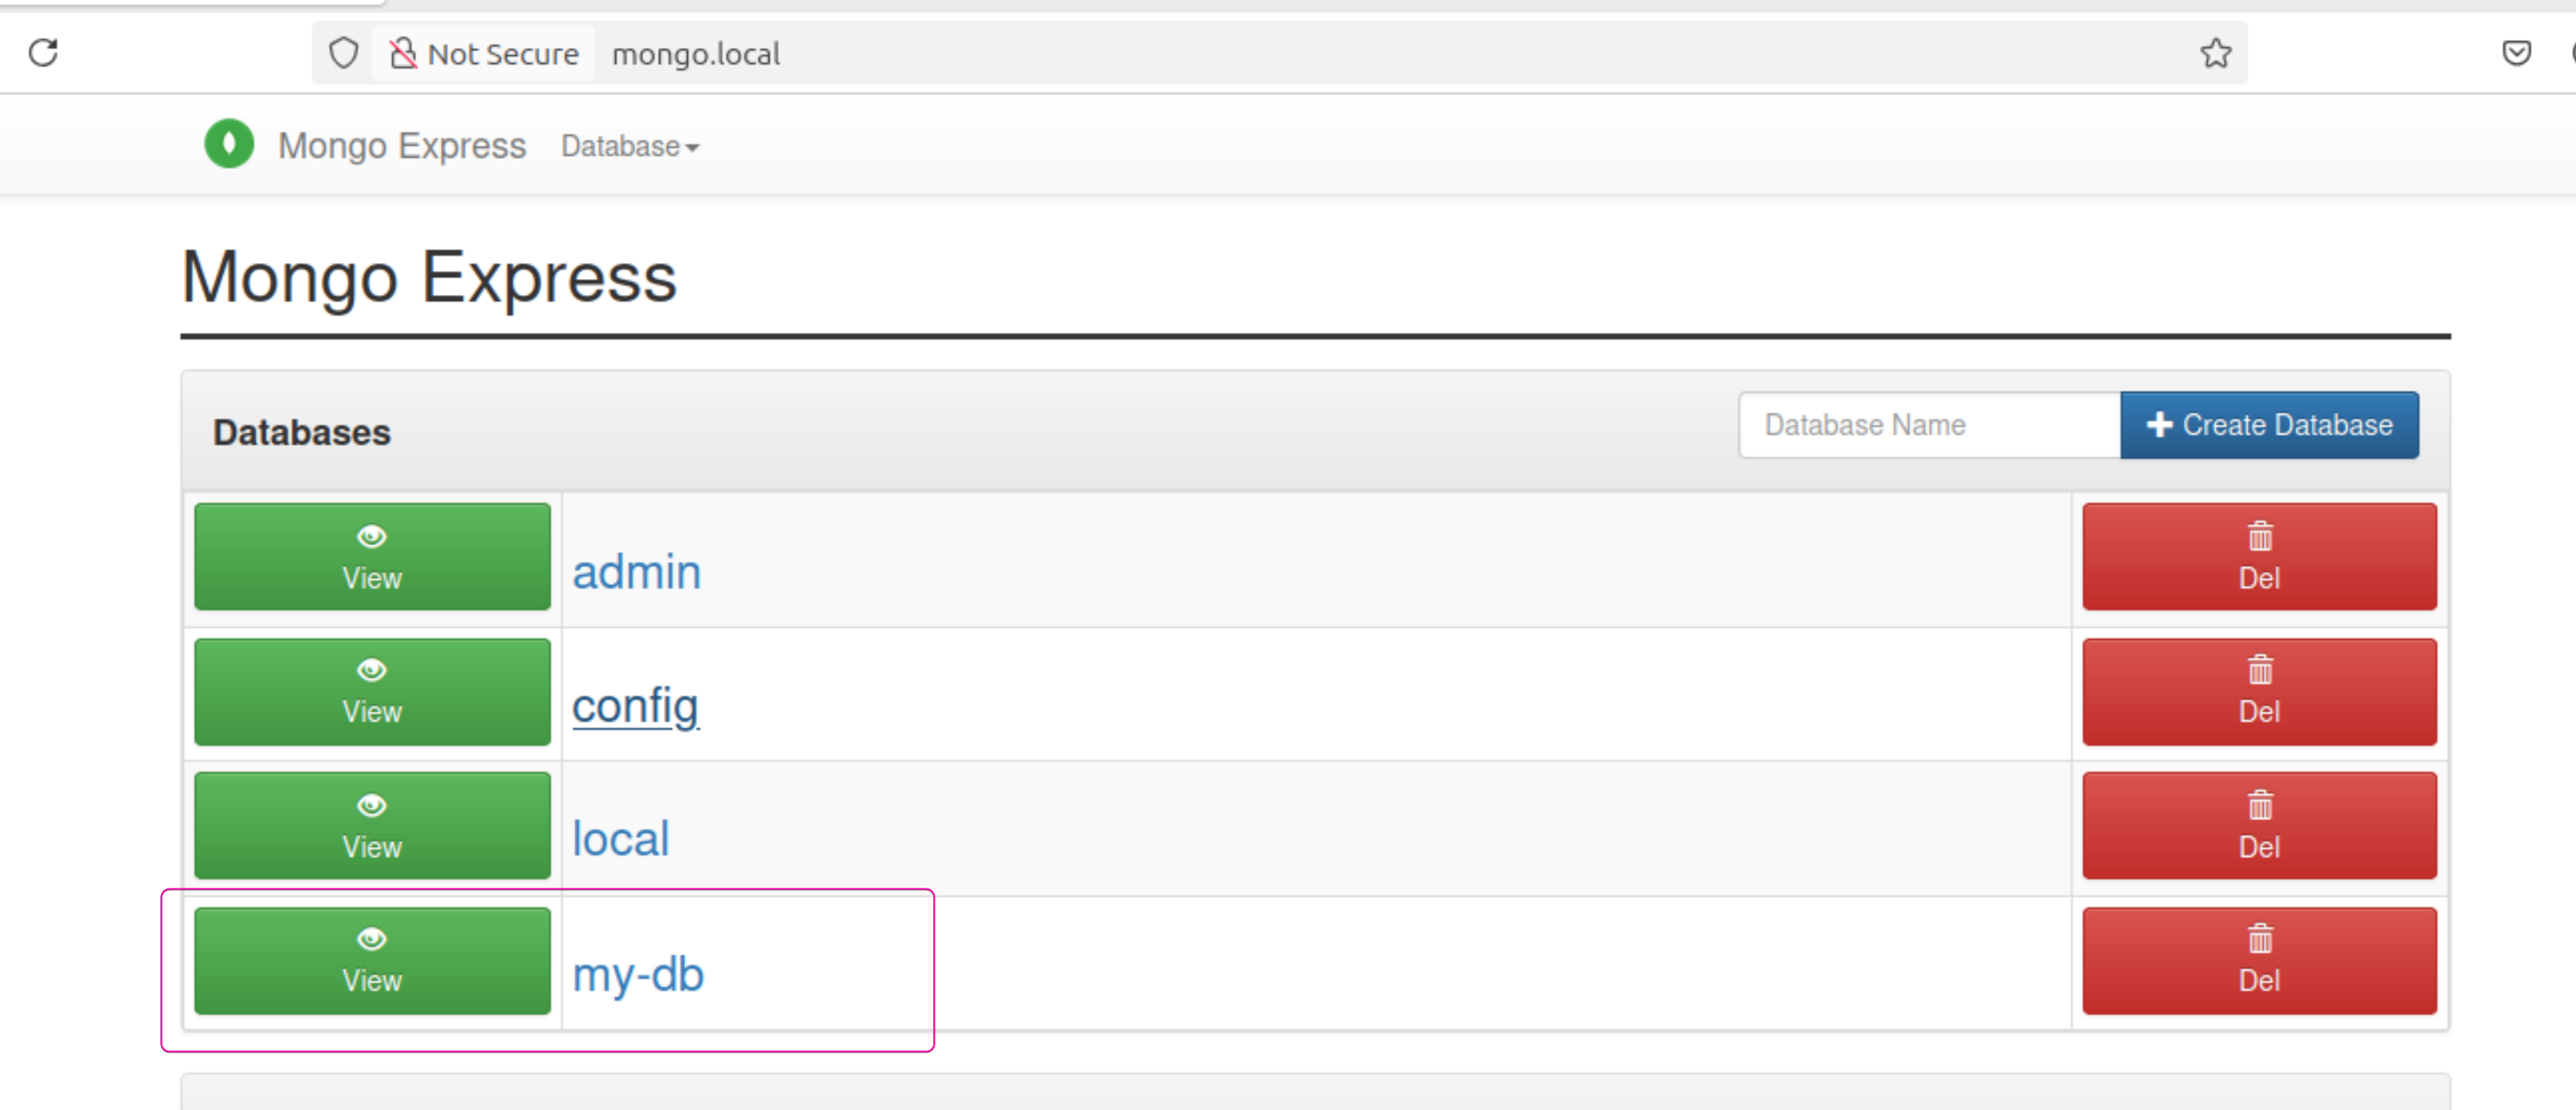 Not Secure mongo.local
Mongo Express Database
Mongo Express
Databases
Database Name
Create Database
View
admin
Del
View
config
Del
View
local
Del
View
my-db
Del